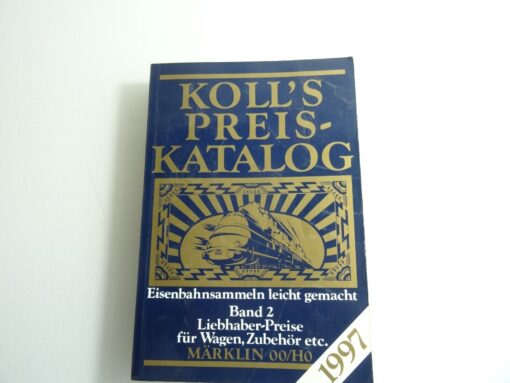 KOLL'S
PREIS-
KATALOG
Eisenbahnsammeln leicht gemacht
Band 2
Liebhaber-Preise
für Wagen, Zubehör etc.
MÄRKLIN 00/H0
1997